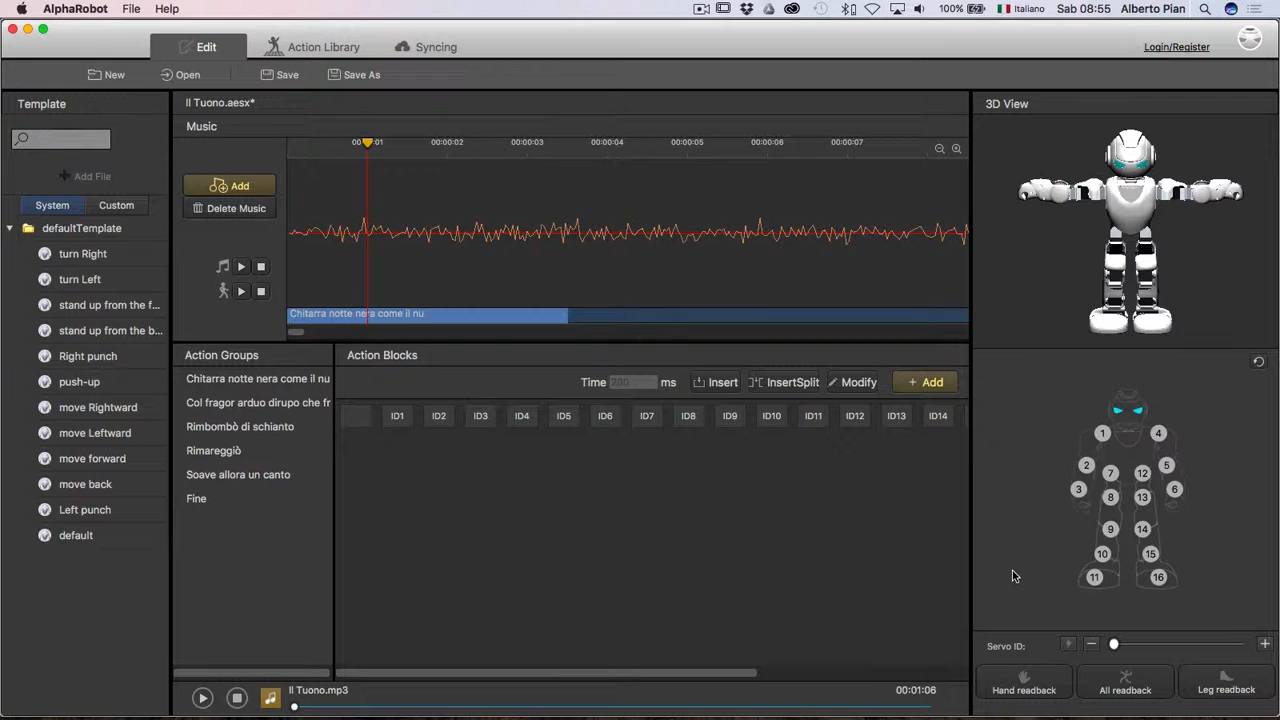 AlphaRobot File Help 100% Italiano Sab 08:55 Alberto Pian
Edit Action Library Syncing Login/Register
New Open Save Save As
Template
Add File
System Custom
defaultTemplate
turn Right
turn Left
stand up from the f...
stand up from the b...
Right punch
push-up
move Rightward
move Leftward
move forward
move back
Left punch
default
Il Tuono.aesx*
Music
00:00:01 00:00:02 00:00:03 00:00:04 00:00:05 00:00:06 00:00:07
Add
Delete Music
Chitarra notte nera come il nu
Action Groups
Chitarra notte nera come il nu
Col fragor arduo dirupo che fr
Rimbombò di schianto
Rimareggiò
Soave allora un canto
Fine
Action Blocks
Time 200 ms Insert InsertSplit Modify + Add
ID1 ID2 ID3 ID4 ID5 ID6 ID7 ID8 ID9 ID10 ID11 ID12 ID13 ID14
Il Tuono.mp3 00:01:06
3D View
1 4
2 5
7 12
3 6
8 13
9 14
10 15
11 16
Servo ID:
Hand readback All readback Leg readback